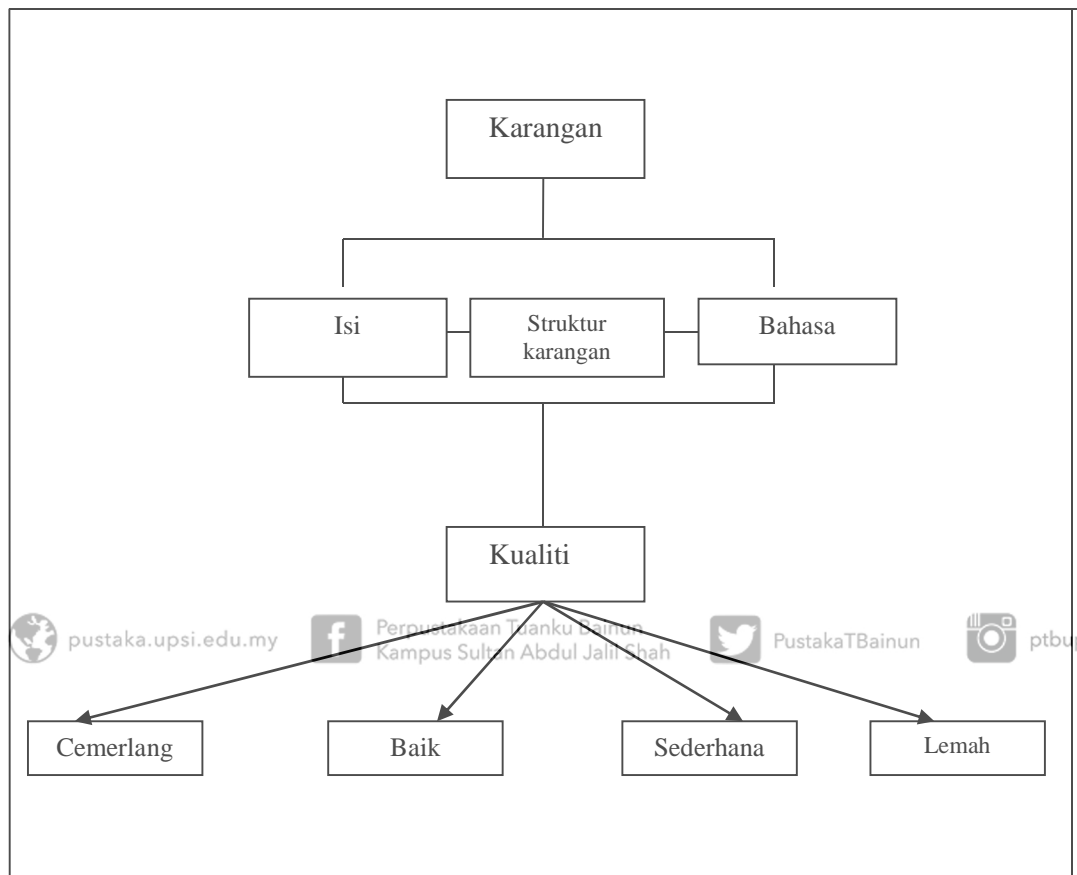 Karangan
Isi
Struktur
karangan
Bahasa
Kualiti
pustaka.upsi.edu.my
f
Perpustakaan Tuanku Bainun
Kampus Sultan Abdul Jalil Shah
PustakaTBainun
ptbup
Cemerlang
Baik
Sederhana
Lemah